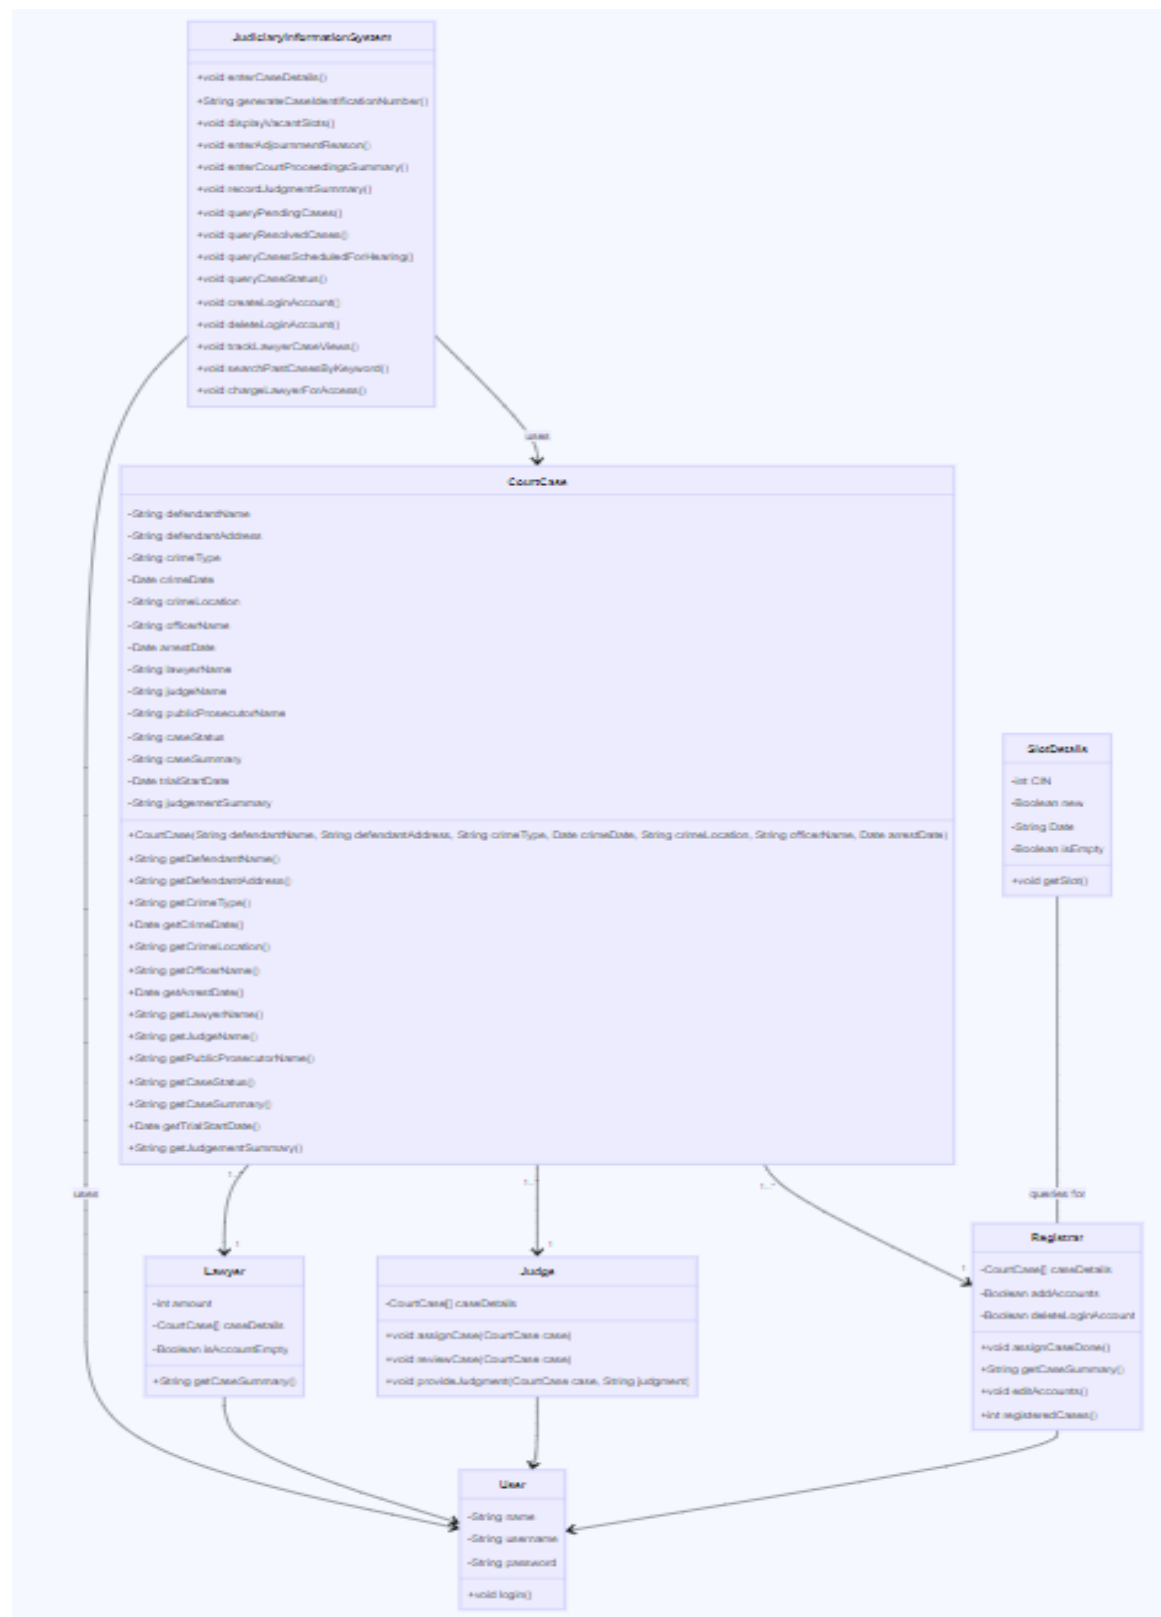 JudiciaryInformationSystem
+void enterCaseDetails()
+String generateCaseIdentificationNumber()
+void displayVacantSlots()
+void enterAdjournmentReason()
+void enterCourtProceedingsSummary()
+void recordJudgmentSummary()
+void queryPendingCases()
+void queryResolvedCases()
+void queryCasesScheduledForHearing()
+void queryCaseStatus()
+void createLoginAccount()
+void deleteLoginAccount()
+void trackLawyerCaseViews()
+void searchPastCasesByKeyword()
+void chargeLawyerForAccess()
uses
CourtCase
-String defendantName
-String defendantAddress
-String crimeType
-Date crimeDate
-String crimeLocation
-String officerName
-Date arrestDate
-String lawyerName
-String judgeName
-String publicProsecutorName
-String caseStatus
-String caseSummary
-Date trialStartDate
-String judgementSummary
+CourtCase(String defendantName, String defendantAddress, String crimeType, Date crimeDate, String crimeLocation, String officerName, Date arrestDate)
+String getDefendantName()
+String getDefendantAddress()
+String getCrimeType()
+Date getCrimeDate()
+String getCrimeLocation()
+String getOfficerName()
+Date getArrestDate()
+String getLawyerName()
+String getJudgeName()
+String getPublicProsecutorName()
+String getCaseStatus()
+String getCaseSummary()
+Date getTrialStartDate()
+String getJudgementSummary()
SlotDetails
-int CIN
-Boolean new
-String Date
-Boolean isEmpty
+void getSlot()
1..*
1..*
1..*
uses
queries for
1
1
1
Lawyer
-int amount
-CourtCase[] caseDetails
-Boolean isAccountEmpty
+String getCaseSummary()
Judge
-CourtCase[] caseDetails
+void assignCase(CourtCase case)
+void reviewCase(CourtCase case)
+void provideJudgment(CourtCase case, String judgment)
Registrar
-CourtCase[] caseDetails
-Boolean addAccounts
-Boolean deleteLoginAccount
+void assignCaseDone()
+String getCaseSummary()
+void editAccounts()
+int registeredCases()
User
-String name
-String username
-String password
+void login()